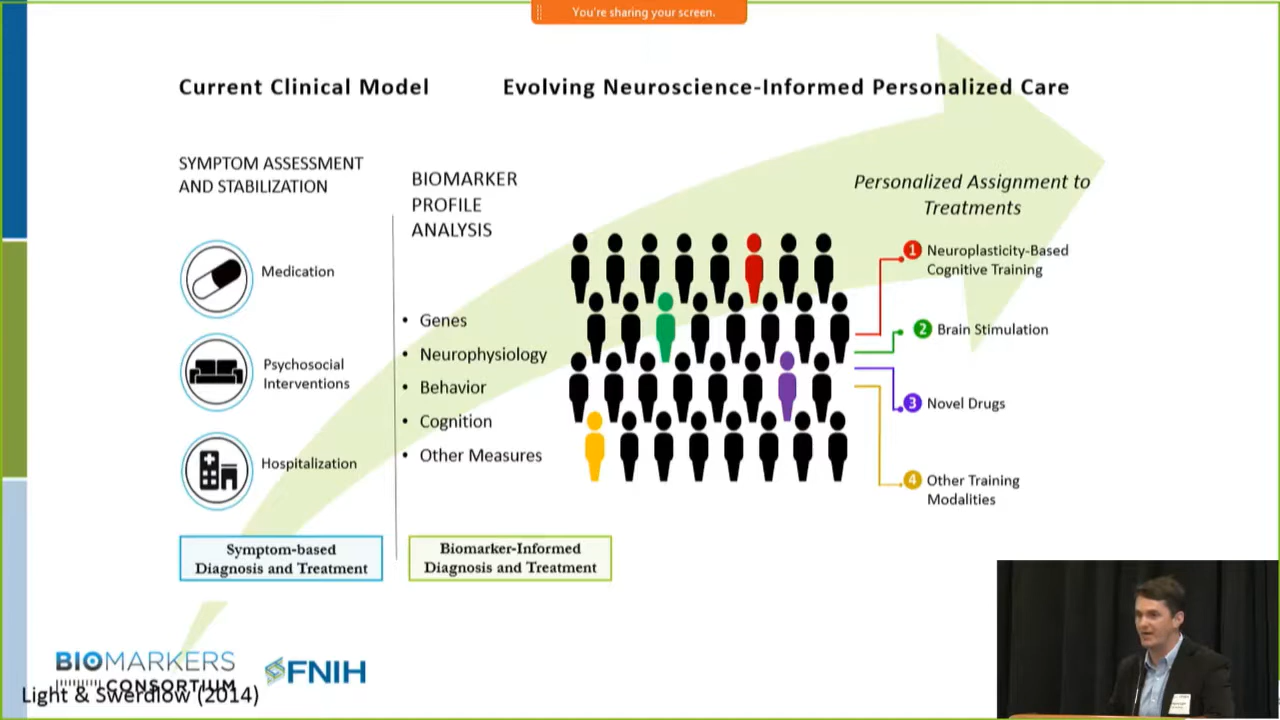 You're sharing your screen.
Current Clinical Model
Evolving Neuroscience-Informed Personalized Care
SYMPTOM ASSESSMENT
AND STABILIZATION
Medication
Psychosocial
Interventions
Hospitalization
Symptom-based
Diagnosis and Treatment
BIOMARKER
PROFILE
ANALYSIS
• Genes
• Neurophysiology
• Behavior
• Cognition
• Other Measures
Biomarker-Informed
Diagnosis and Treatment
Personalized Assignment to
Treatments
1 Neuroplasticity-Based
Cognitive Training
2 Brain Stimulation
3 Novel Drugs
4 Other Training
Modalities
BIOMARKERS
CONSORTIUM
FNIH
Light & Swerdlow (2014)